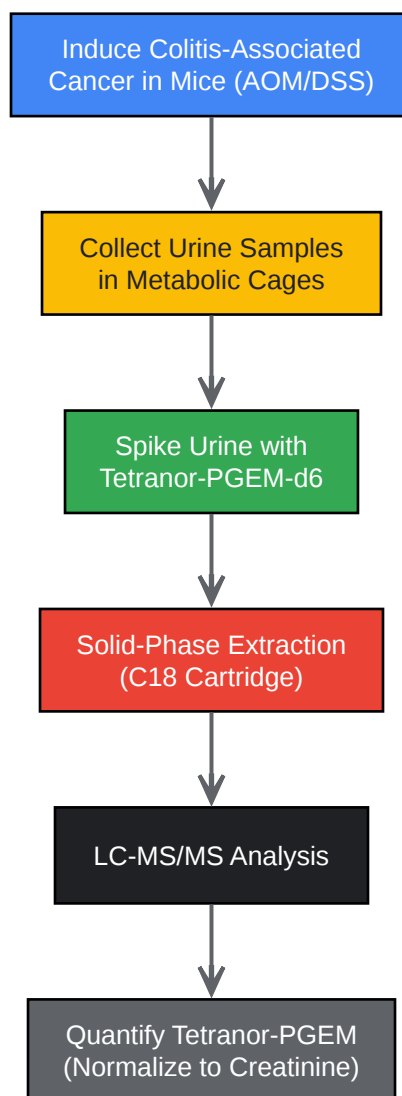 Induce Colitis-Associated
Cancer in Mice (AOM/DSS)
Collect Urine Samples
in Metabolic Cages
Spike Urine with
Tetranor-PGEM-d6
Solid-Phase Extraction
(C18 Cartridge)
LC-MS/MS Analysis
Quantify Tetranor-PGEM
(Normalize to Creatinine)